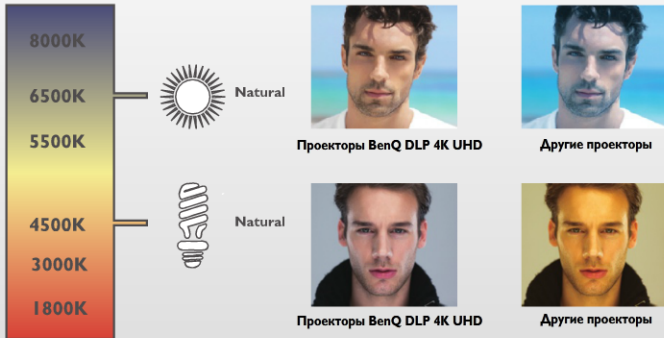 8000K
6500K
Natural
5500K
Проекторы BenQ DLP 4K UHD
Другие проекторы
4500K
Natural
3000K
1800K
Проекторы BenQ DLP 4K UHD
Другие проекторы